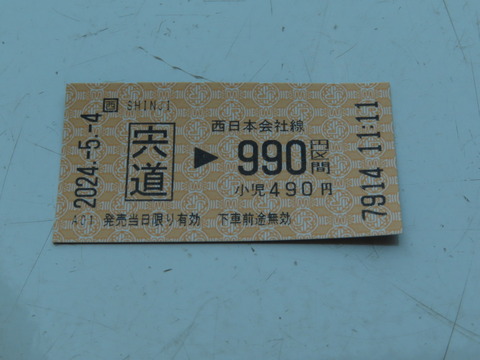 西 SHINJI
2024.-5.-4
宍道
西日本会社線
▶ 990円区間
小児490円
A01 発売当日限り有効 下車前途無効
7914 11:11